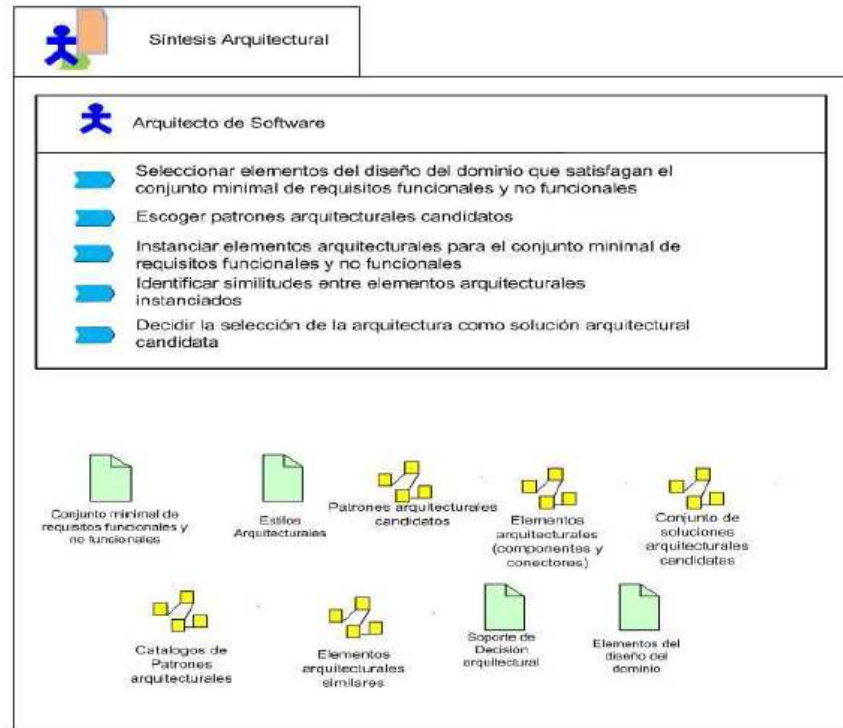 Síntesis Arquitectural
Arquitecto de Software
Seleccionar elementos del diseño del dominio que satisfagan el
conjunto minimal de requisitos funcionales y no funcionales
Escoger patrones arquitecturales candidatos
Instanciar elementos arquitecturales para el conjunto minimal de
requisitos funcionales y no funcionales
Identificar similitudes entre elementos arquitecturales
instanciados
Decidir la selección de la arquitectura como solución arquitectural
candidata
Conjunto minimal de
requisitos funcionales y
no funcionales
Estilos
Arquitecturales
Patrones arquitecturales
candidatos
Elementos
arquitecturales
(componentes y
conectores)
Conjunto de
soluciones
arquitecturales
candidatas
Catalogos de
Patrones
arquitecturales
Elementos
arquitecturales
similares
Soporte de
Decisión
arquitectural
Elementos del
diseño del
dominio